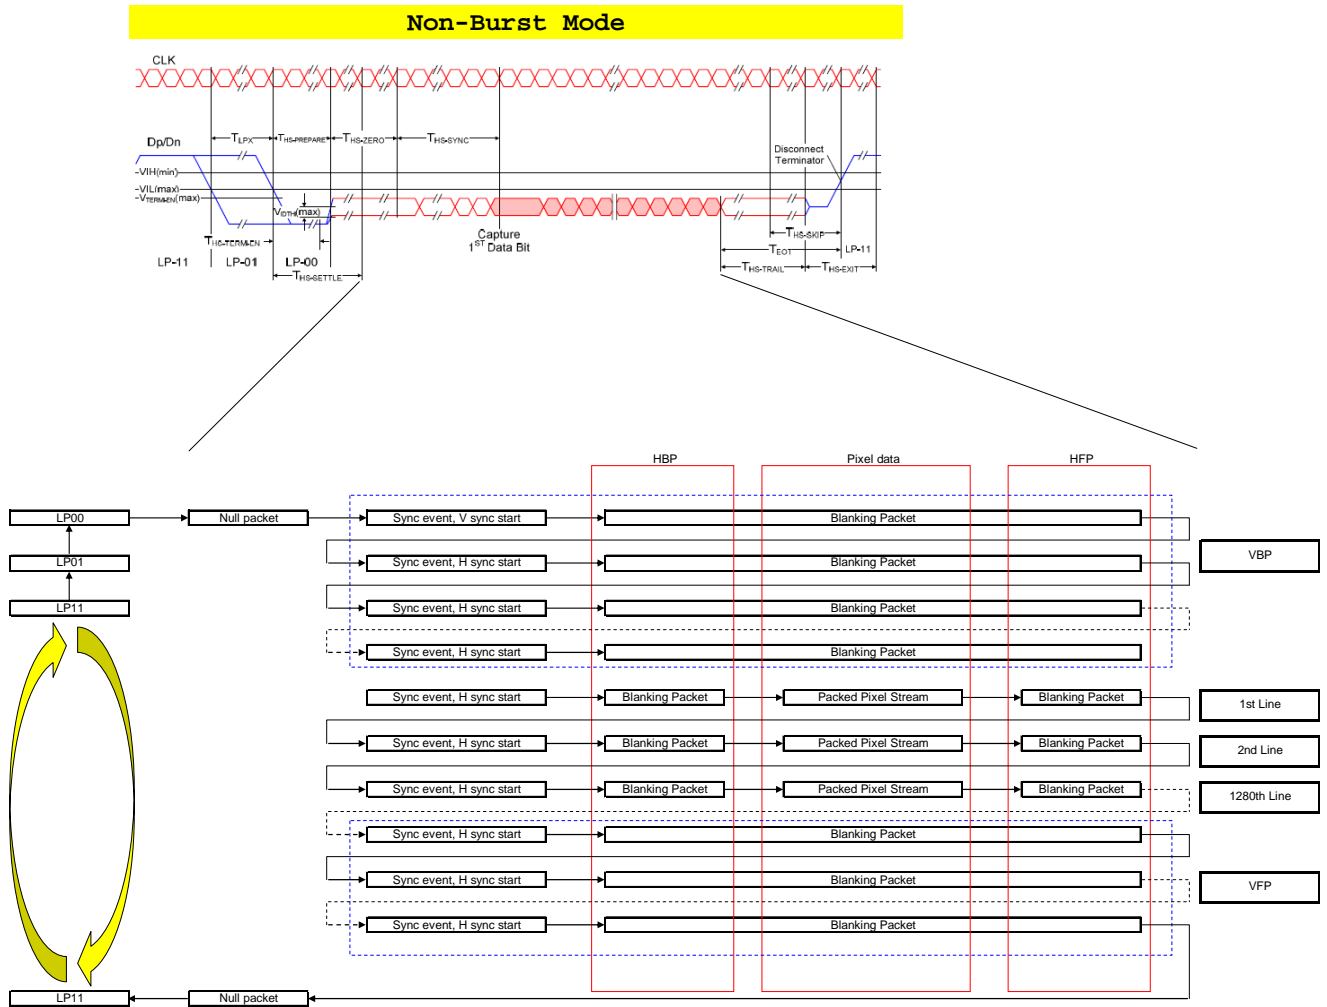 Non-Burst Mode
CLK
Dp/Dn
TLPX
THS-PREPARE
THS-ZERO
THS-SYNC
Disconnect
Terminator
VIH(min)
VIL(max)
VTERM-EN(max)
VIDTH(max)
Capture
1ST Data Bit
THS-TERM-EN
THS-SKIP
TEOT
LP-11
LP-11
LP-01
LP-00
THS-SETTLE
THS-TRAIL
THS-EXIT
HBP
Pixel data
HFP
LP00
Null packet
Sync event, V sync start
Blanking Packet
LP01
Sync event, H sync start
Blanking Packet
VBP
LP11
Sync event, H sync start
Blanking Packet
Sync event, H sync start
Blanking Packet
Sync event, H sync start
Blanking Packet
Packed Pixel Stream
Blanking Packet
1st Line
Sync event, H sync start
Blanking Packet
Packed Pixel Stream
Blanking Packet
2nd Line
Sync event, H sync start
Blanking Packet
Packed Pixel Stream
Blanking Packet
1280th Line
Sync event, H sync start
Blanking Packet
Sync event, H sync start
Blanking Packet
VFP
Sync event, H sync start
Blanking Packet
LP11
Null packet